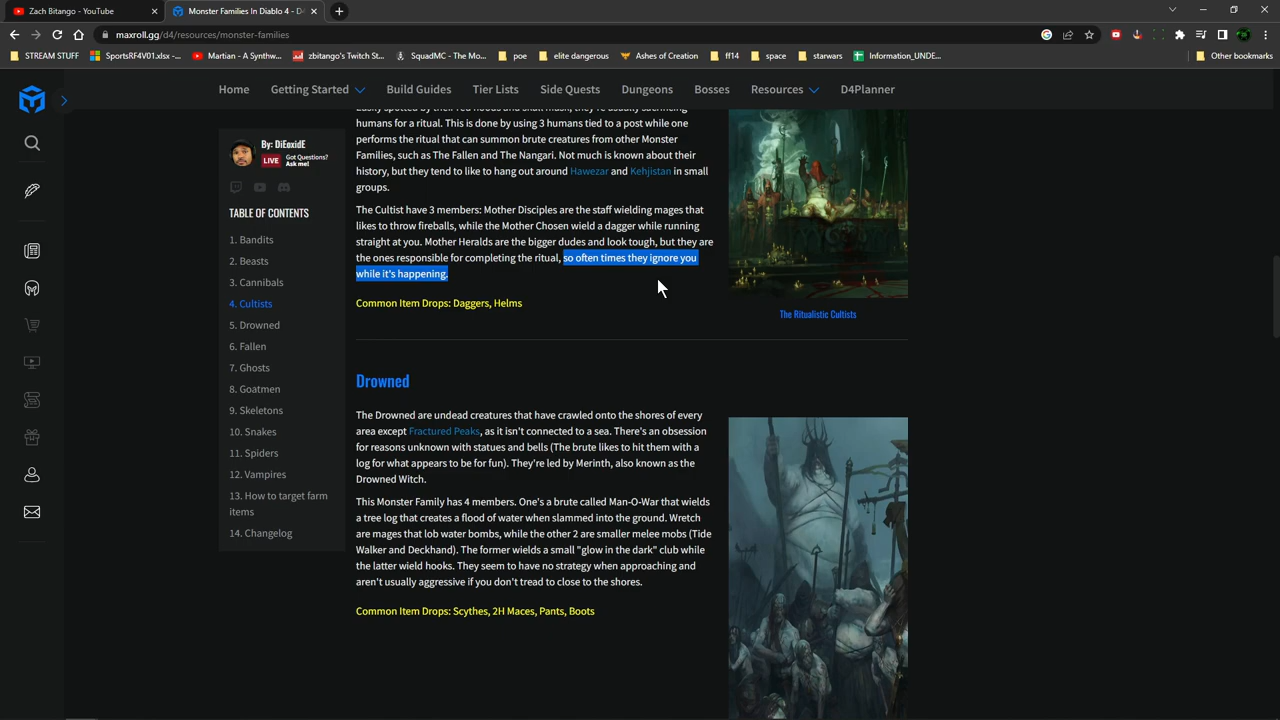 Zach Bitango - YouTube
Monster Families In Diablo 4 - D4
maxroll.gg/d4/resources/monster-families
STREAM STUFF
SportsRF4V01.xlsx -...
Martian - A Synthw...
zbitango's Twitch St...
SquadMC - The Mo...
poe
elite dangerous
Ashes of Creation
ff14
space
starwars
Information_UNDE...
Other bookmarks
Home
Getting Started
Build Guides
Tier Lists
Side Quests
Dungeons
Bosses
Resources
D4Planner
By: DiEoxidE
LIVE
Got Questions?
Ask me!
TABLE OF CONTENTS
1. Bandits
2. Beasts
3. Cannibals
4. Cultists
5. Drowned
6. Fallen
7. Ghosts
8. Goatmen
9. Skeletons
10. Snakes
11. Spiders
12. Vampires
13. How to target farm
items
14. Changelog
humans for a ritual. This is done by using 3 humans tied to a post while one
performs the ritual that can summon brute creatures from other Monster
Families, such as The Fallen and The Nangari. Not much is known about their
history, but they tend to like to hang out around Hawezar and Kehjistan in small
groups.
The Cultist have 3 members: Mother Disciples are the staff wielding mages that
likes to throw fireballs, while the Mother Chosen wield a dagger while running
straight at you. Mother Heralds are the bigger dudes and look tough, but they are
the ones responsible for completing the ritual, so often times they ignore you
while it's happening.
Common Item Drops: Daggers, Helms
The Ritualistic Cultists
Drowned
The Drowned are undead creatures that have crawled onto the shores of every
area except Fractured Peaks, as it isn't connected to a sea. There's an obsession
for reasons unknown with statues and bells (The brute likes to hit them with a
log for what appears to be for fun). They're led by Merinth, also known as the
Drowned Witch.
This Monster Family has 4 members. One's a brute called Man-O-War that wields
a tree log that creates a flood of water when slammed into the ground. Wretch
are mages that lob water bombs, while the other 2 are smaller melee mobs (Tide
Walker and Deckhand). The former wields a small "glow in the dark" club while
the latter wield hooks. They seem to have no strategy when approaching and
aren't usually aggressive if you don't tread to close to the shores.
Common Item Drops: Scythes, 2H Maces, Pants, Boots